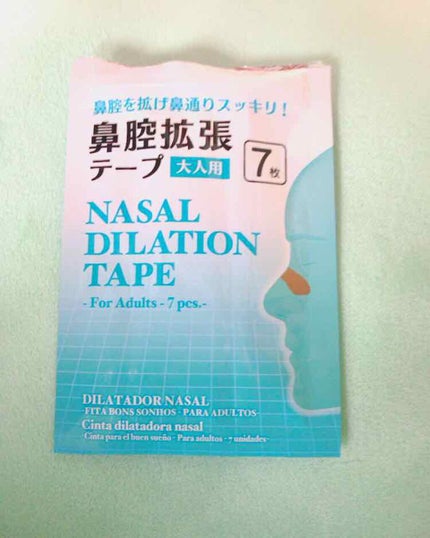 鼻腔を拡げ鼻通りスッキリ!
鼻腔拡張
テープ 大人用 7枚
NASAL
DILATION
TAPE
- For Adults - 7 pcs.-
DILATADOR NASAL
-FITA BONS SONHOS - PARA ADULTOS-
Cinta dilatadora nasal
-Cinta para el buen sueño - Para adultos - 7 unidades-